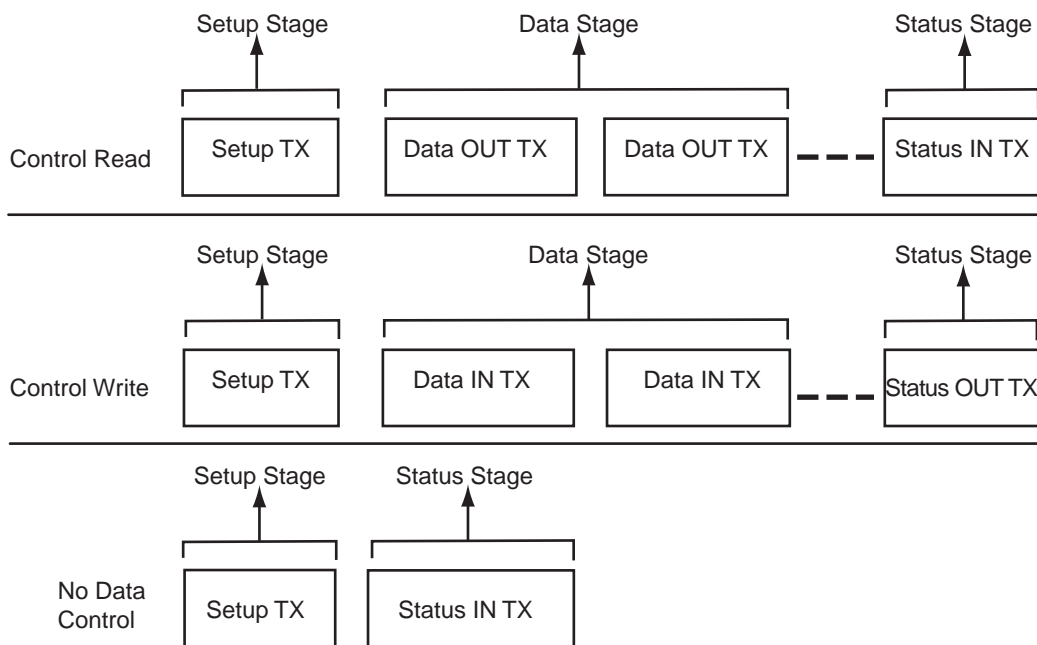 Setup Stage Data Stage Status Stage
Control Read Setup TX Data OUT TX Data OUT TX Status IN TX
Setup Stage Data Stage Status Stage
Control Write Setup TX Data IN TX Data IN TX Status OUT TX
Setup Stage Status Stage
No Data
Control
Setup TX Status IN TX